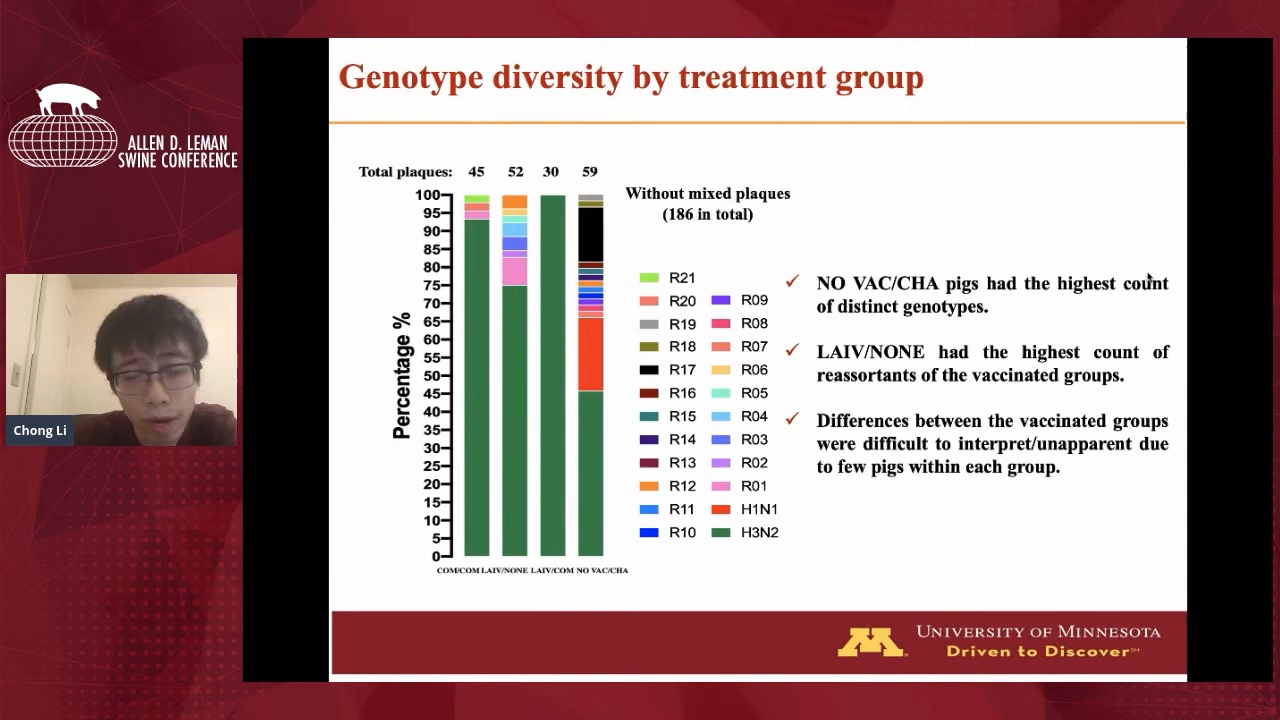 Genotype diversity by treatment group
ALLEN D. LEMAN
SWINE CONFERENCE
Total plaques: 45 52 30 59
Without mixed plaques
(186 in total)
Percentage %
100
95
90
85
80
75
70
65
60
55
50
45
40
35
30
25
20
15
10
5
0
COM/COM LAIV/NONE LAIV/COM NO VAC/CHA
R21
R20 R09
R19 R08
R18 R07
R17 R06
R16 R05
R15 R04
R14 R03
R13 R02
R12 R01
R11 H1N1
R10 H3N2
✓ NO VAC/CHA pigs had the highest count
of distinct genotypes.
✓ LAIV/NONE had the highest count of
reassortants of the vaccinated groups.
✓ Differences between the vaccinated groups
were difficult to interpret/unapparent due
to few pigs within each group.
Chong Li
M
UNIVERSITY OF MINNESOTA
Driven to Discover℠